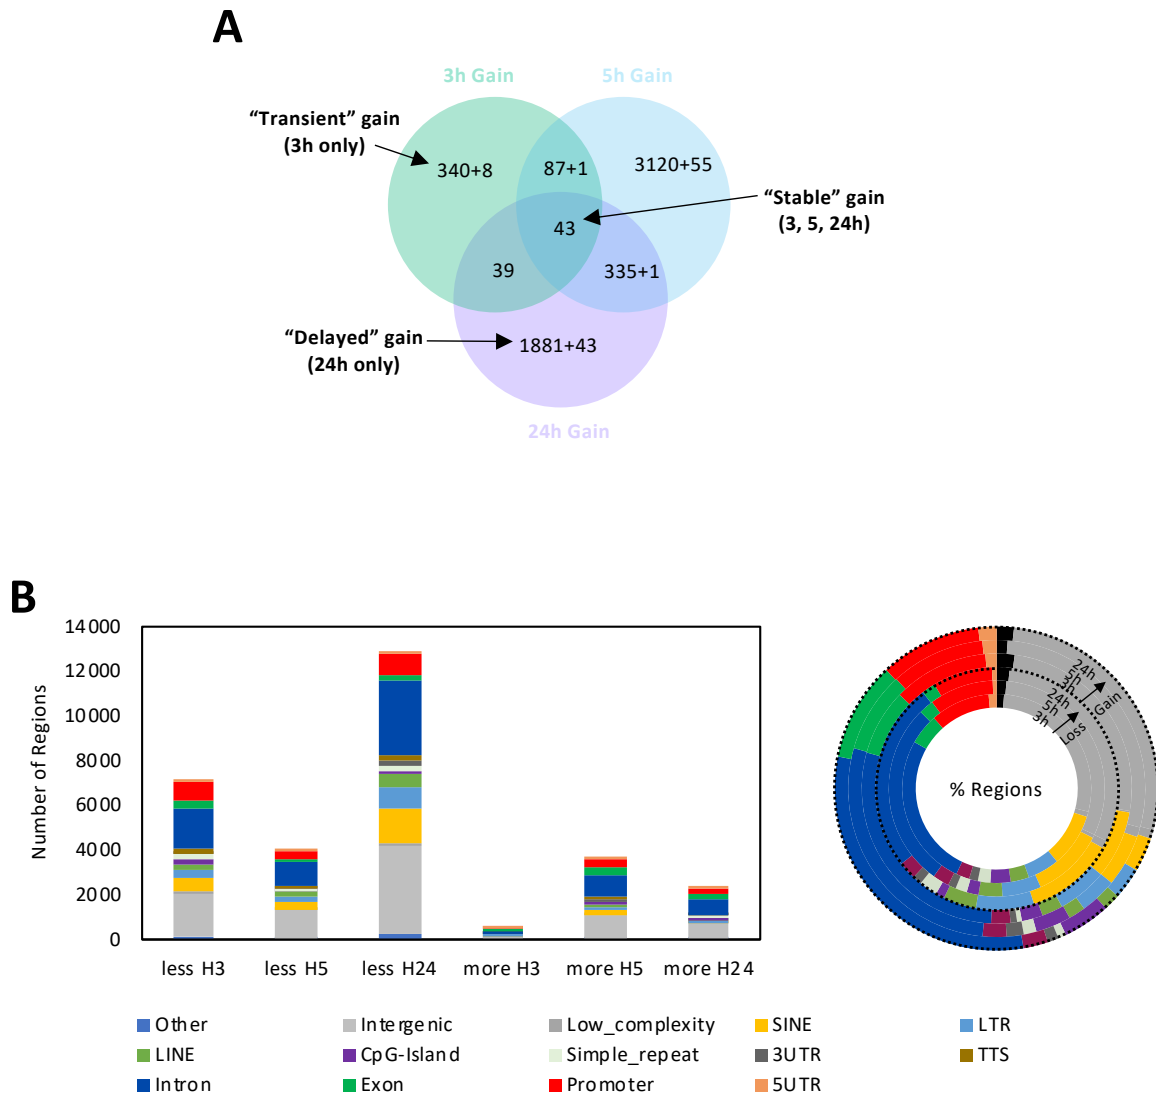 A
3h Gain
5h Gain
“Transient” gain
(3h only)
340+8
87+1
3120+55
“Stable” gain
(3, 5, 24h)
43
39
335+1
“Delayed” gain
(24h only)
1881+43
24h Gain
B
Number of Regions
14000
12000
10000
8000
6000
4000
2000
0
less H3
less H5
less H24
more H3
more H5
more H24
24h
5h
3h
Gain
24h
5h
3h
Loss
% Regions
Other
Intergenic
Low_complexity
SINE
LTR
LINE
CpG-Island
Simple_repeat
3UTR
TTS
Intron
Exon
Promoter
5UTR